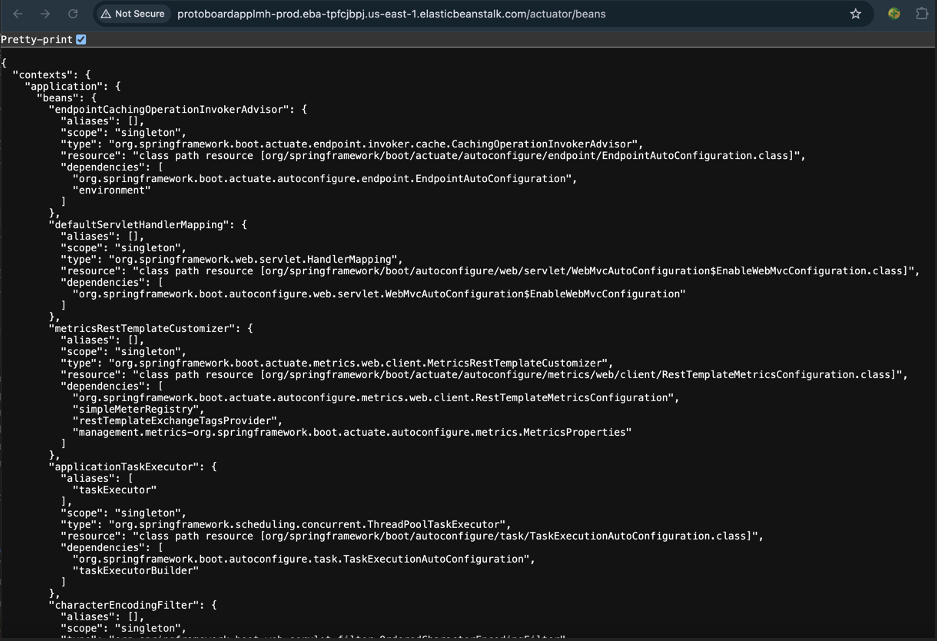 Not Secure protoboardapplmh-prod.eba-tpfcjbpj.us-east-1.elasticbeanstalk.com/actuator/beans
Pretty-print
{
"contexts": {
"application": {
"beans": {
"endpointCachingOperationInvokerAdvisor": {
"aliases": [],
"scope": "singleton",
"type": "org.springframework.boot.actuate.endpoint.invoker.cache.CachingOperationInvokerAdvisor",
"resource": "class path resource [org/springframework/boot/actuate/autoconfigure/endpoint/EndpointAutoConfiguration.class]",
"dependencies": [
"org.springframework.boot.actuate.autoconfigure.endpoint.EndpointAutoConfiguration",
"environment"
]
},
"defaultServletHandlerMapping": {
"aliases": [],
"scope": "singleton",
"type": "org.springframework.web.servlet.HandlerMapping",
"resource": "class path resource [org/springframework/boot/autoconfigure/web/servlet/WebMvcAutoConfiguration$EnableWebMvcConfiguration.class]",
"dependencies": [
"org.springframework.boot.autoconfigure.web.servlet.WebMvcAutoConfiguration$EnableWebMvcConfiguration"
]
},
"metricsRestTemplateCustomizer": {
"aliases": [],
"scope": "singleton",
"type": "org.springframework.boot.actuate.metrics.web.client.MetricsRestTemplateCustomizer",
"resource": "class path resource [org/springframework/boot/actuate/autoconfigure/metrics/web/client/RestTemplateMetricsConfiguration.class]",
"dependencies": [
"org.springframework.boot.actuate.autoconfigure.metrics.web.client.RestTemplateMetricsConfiguration",
"simpleMeterRegistry",
"restTemplateExchangeTagsProvider",
"management.metrics-org.springframework.boot.actuate.autoconfigure.metrics.MetricsProperties"
]
},
"applicationTaskExecutor": {
"aliases": [
"taskExecutor"
],
"scope": "singleton",
"type": "org.springframework.scheduling.concurrent.ThreadPoolTaskExecutor",
"resource": "class path resource [org/springframework/boot/autoconfigure/task/TaskExecutionAutoConfiguration.class]",
"dependencies": [
"org.springframework.boot.autoconfigure.task.TaskExecutionAutoConfiguration",
"taskExecutorBuilder"
]
},
"characterEncodingFilter": {
"aliases": [],
"scope": "singleton",